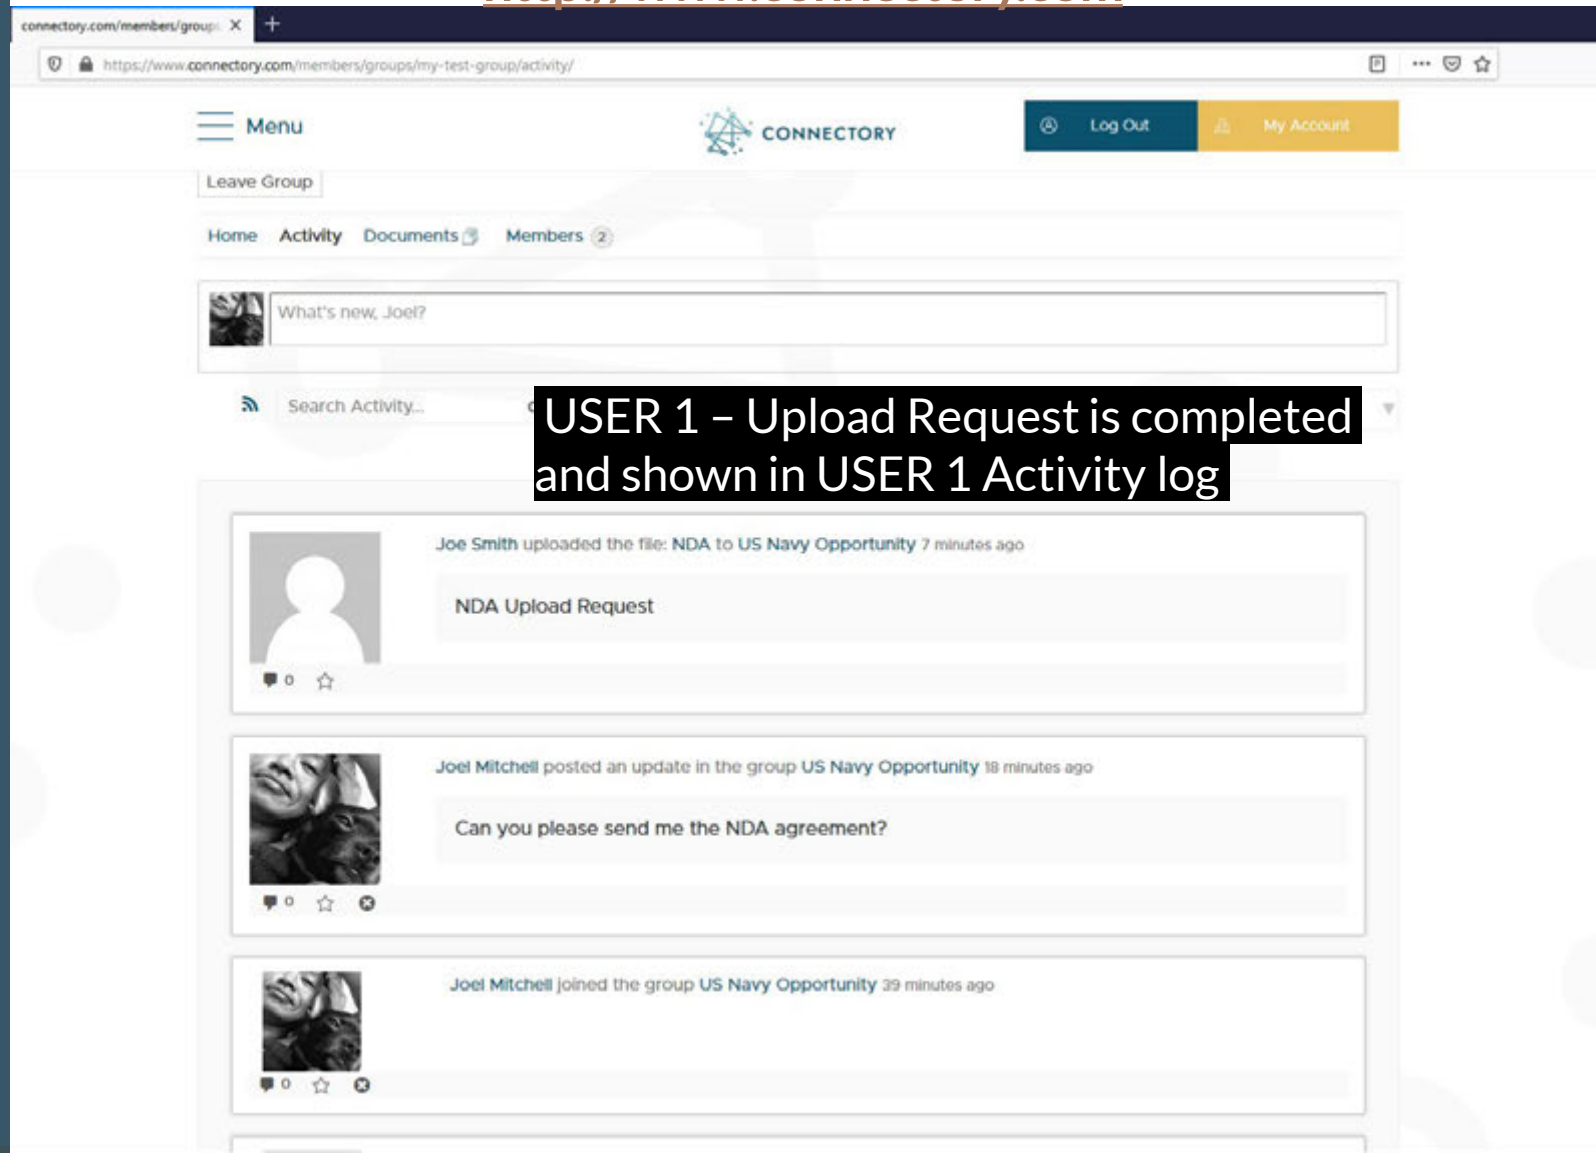 http://www.connectory.com
connectory.com/members/group
https://www.connectory.com/members/groups/my-test-group/activity/
Menu
CONNECTORY
Log Out
My Account
Leave Group
Home Activity Documents Members 2
What's new, Joel?
Search Activity...
USER 1 – Upload Request is completed
and shown in USER 1 Activity log
Joe Smith uploaded the file: NDA to US Navy Opportunity 7 minutes ago
NDA Upload Request
0
Joel Mitchell posted an update in the group US Navy Opportunity 18 minutes ago
Can you please send me the NDA agreement?
0
Joel Mitchell joined the group US Navy Opportunity 39 minutes ago
0